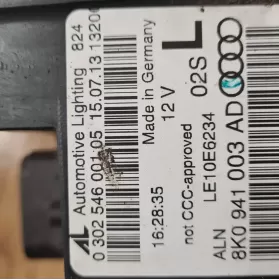 AL Automotive Lighting 824
0 302 546 001.05 15.07.13 1320
Made in Germany
16:28:35 12 V
not CCC-approved L
LE10E6234 02S
ALN
8K0 941 003 AD